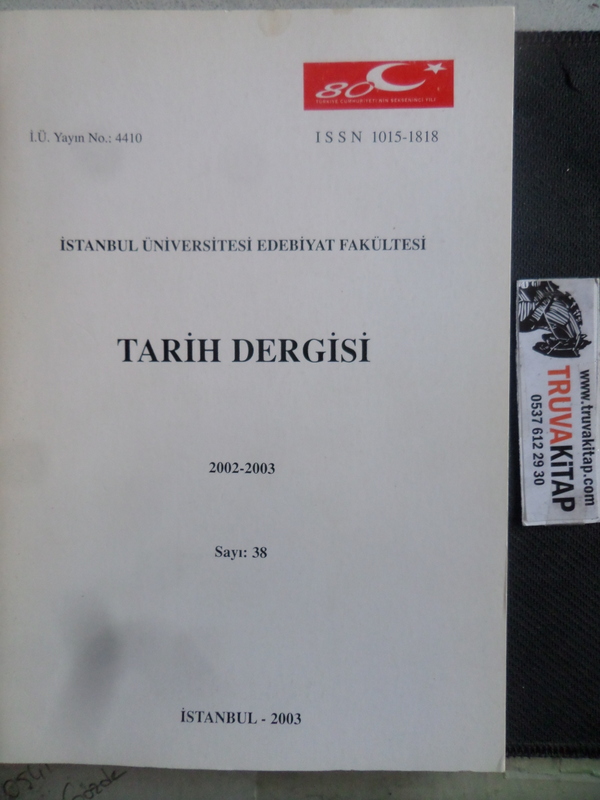 80
TÜRKİYE CUMHURİYETİ'NİN SEKSENİNCİ YILI
İ.Ü. Yayın No.: 4410
ISSN 1015-1818
İSTANBUL ÜNİVERSİTESİ EDEBİYAT FAKÜLTESİ
TARİH DERGİSİ
2002-2003
Sayı: 38
İSTANBUL - 2003
www.truvakitap.com
TRUVAKİTAP
0537 612 29 30
Gözde